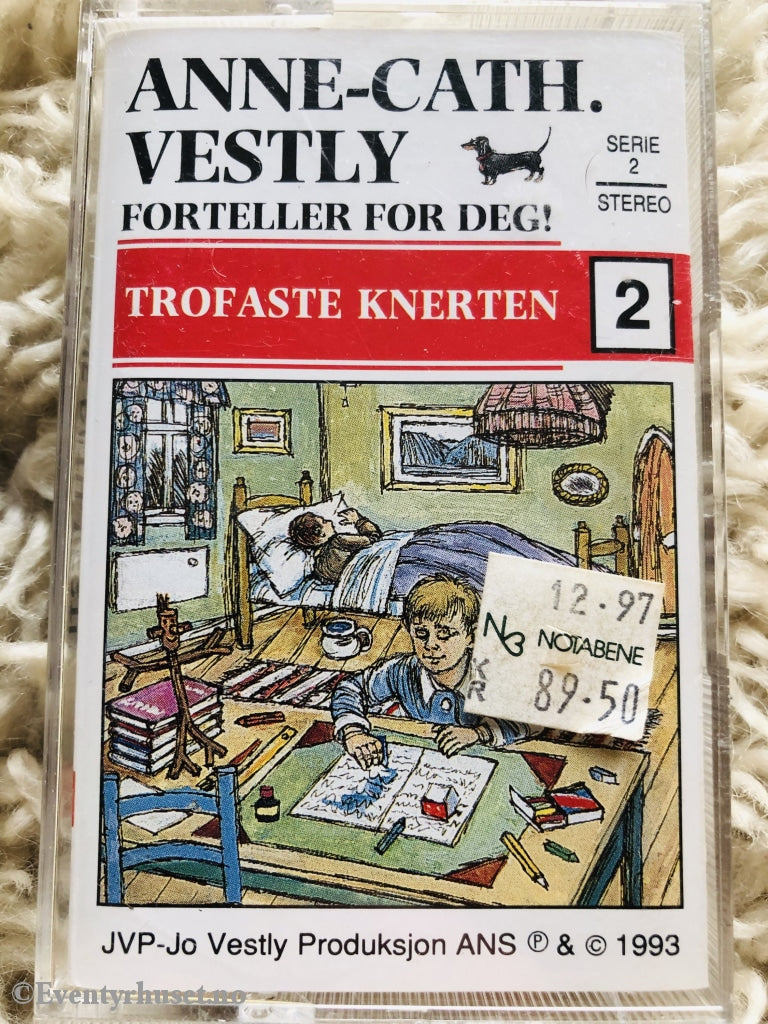 ANNE-CATH.
VESTLY
FORTELLER FOR DEG!
SERIE
2
STEREO
TROFASTE KNERTEN
2
12.97
NB NOTABENE
KR 89.50
JVP-Jo Vestly Produksjon ANS ℗ & © 1993
©Eventyrhuset.no